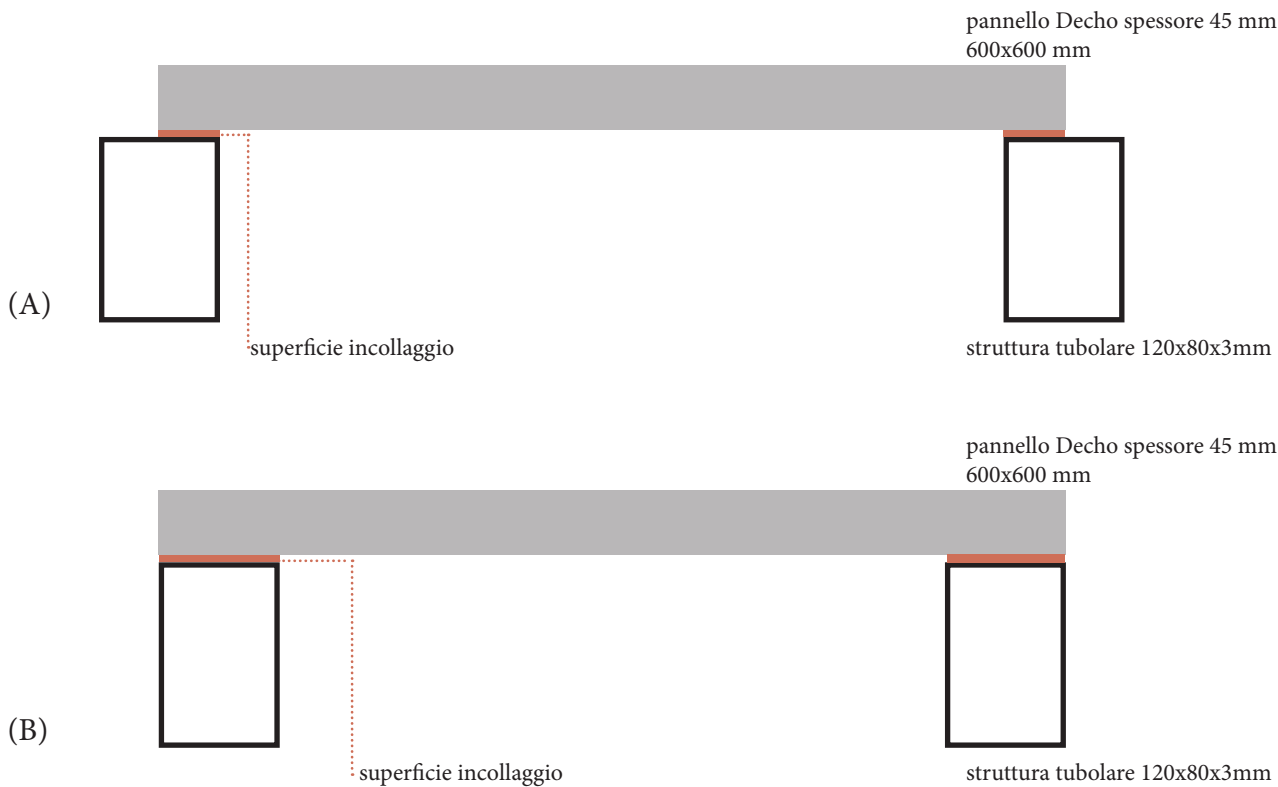 pannello Decho spessore 45 mm
600x600 mm
(A)
superficie incollaggio
struttura tubolare 120x80x3mm
pannello Decho spessore 45 mm
600x600 mm
(B)
superficie incollaggio
struttura tubolare 120x80x3mm